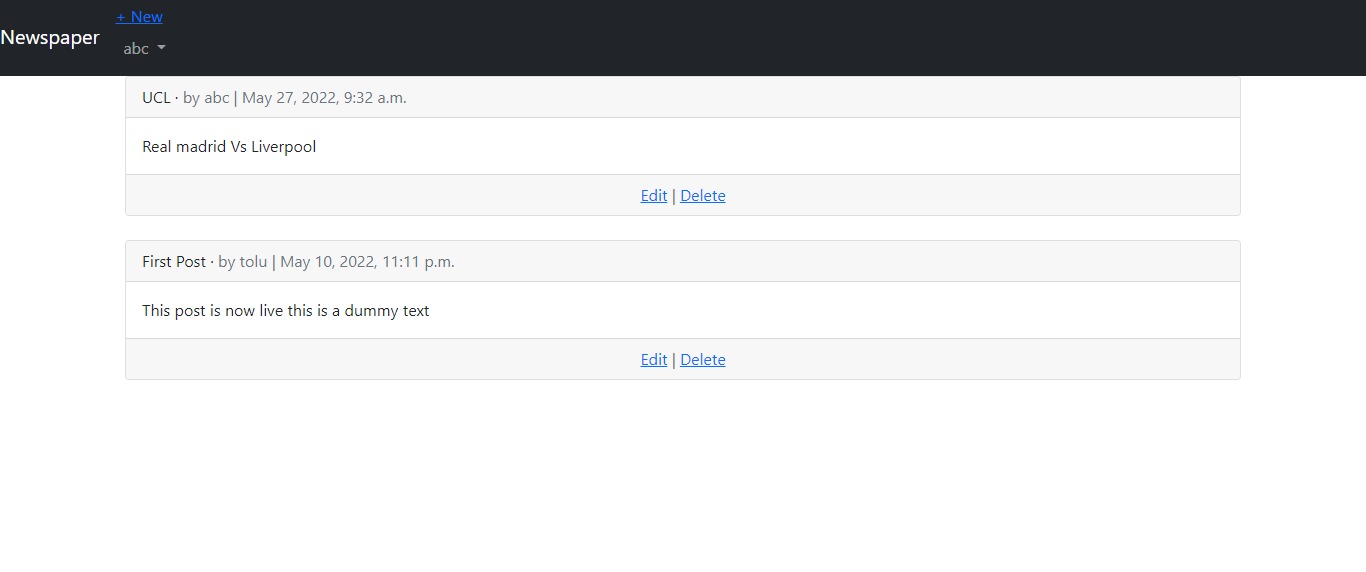 + New
Newspaper
abc
UCL · by abc | May 27, 2022, 9:32 a.m.
Real madrid Vs Liverpool
Edit | Delete
First Post · by tolu | May 10, 2022, 11:11 p.m.
This post is now live this is a dummy text
Edit | Delete